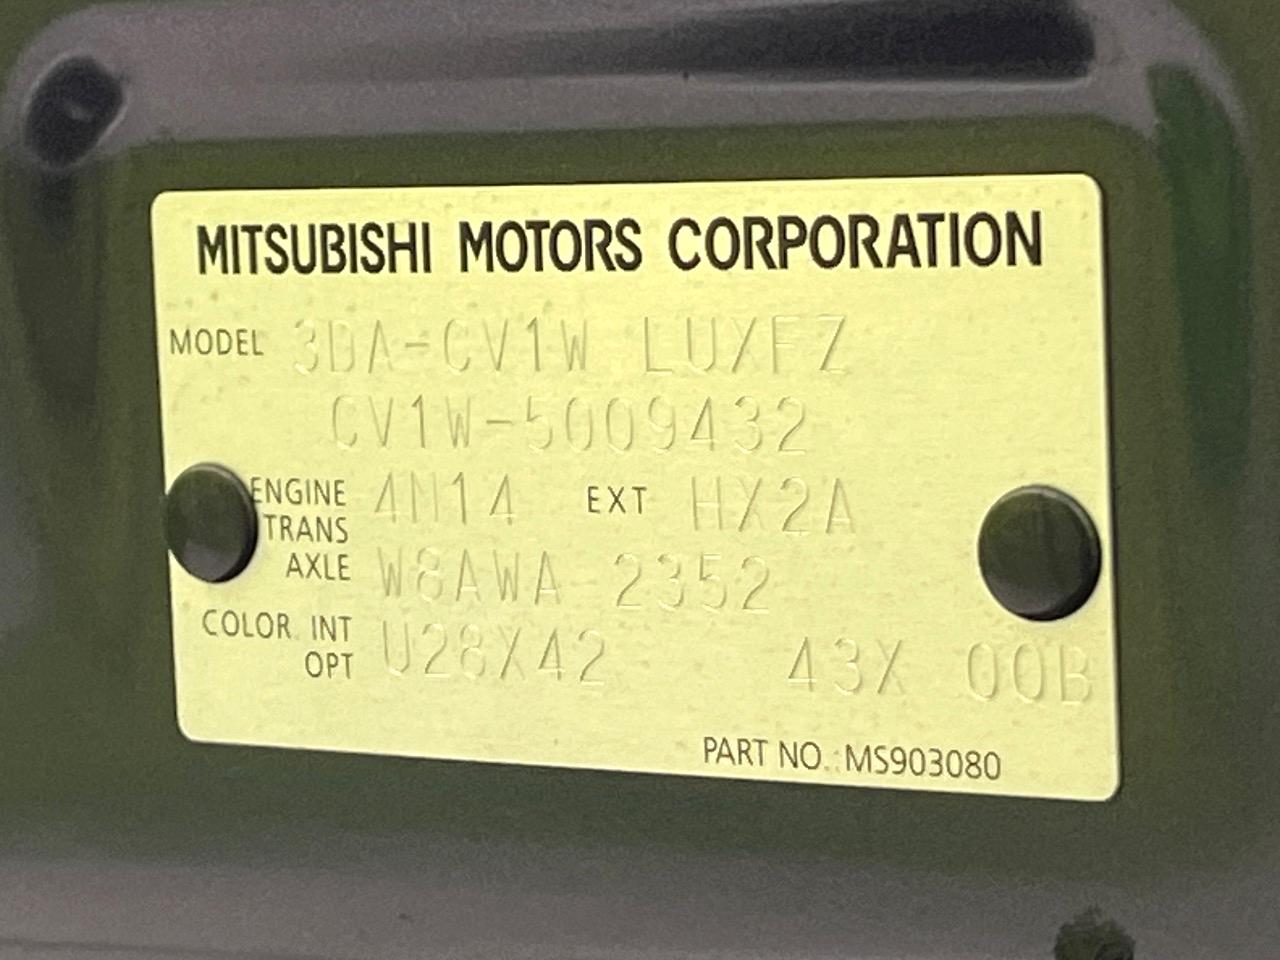 MITSUBISHI MOTORS CORPORATION
MODEL 3DA-CV1W LUXFZ
CV1W-5009432
ENGINE 4N14 EXT HX2A
TRANS
AXLE W8AWA-2352
COLOR INT
OPT U28X42 43X 00B
PART NO.:MS903080